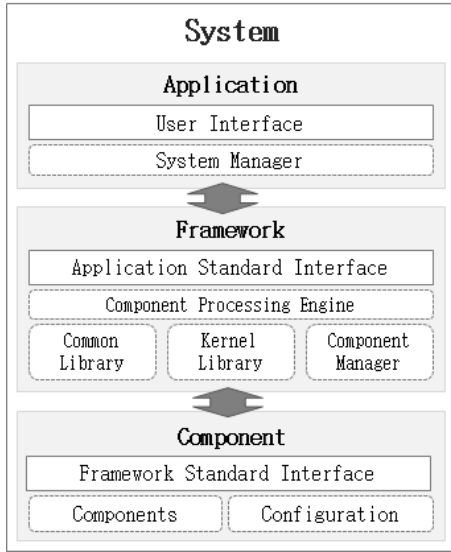 System
Application
User Interface
System Manager
Framework
Application Standard Interface
Component Processing Engine
Common Library
Kernel Library
Component Manager
Component
Framework Standard Interface
Components
Configuration